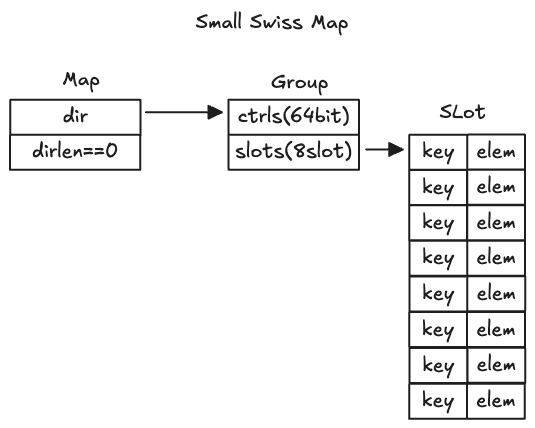 Small Swiss Map
Map
dir
dirlen==0
Group
ctrls(64bit)
slots(8slot)
SLot
key elem
key elem
key elem
key elem
key elem
key elem
key elem
key elem